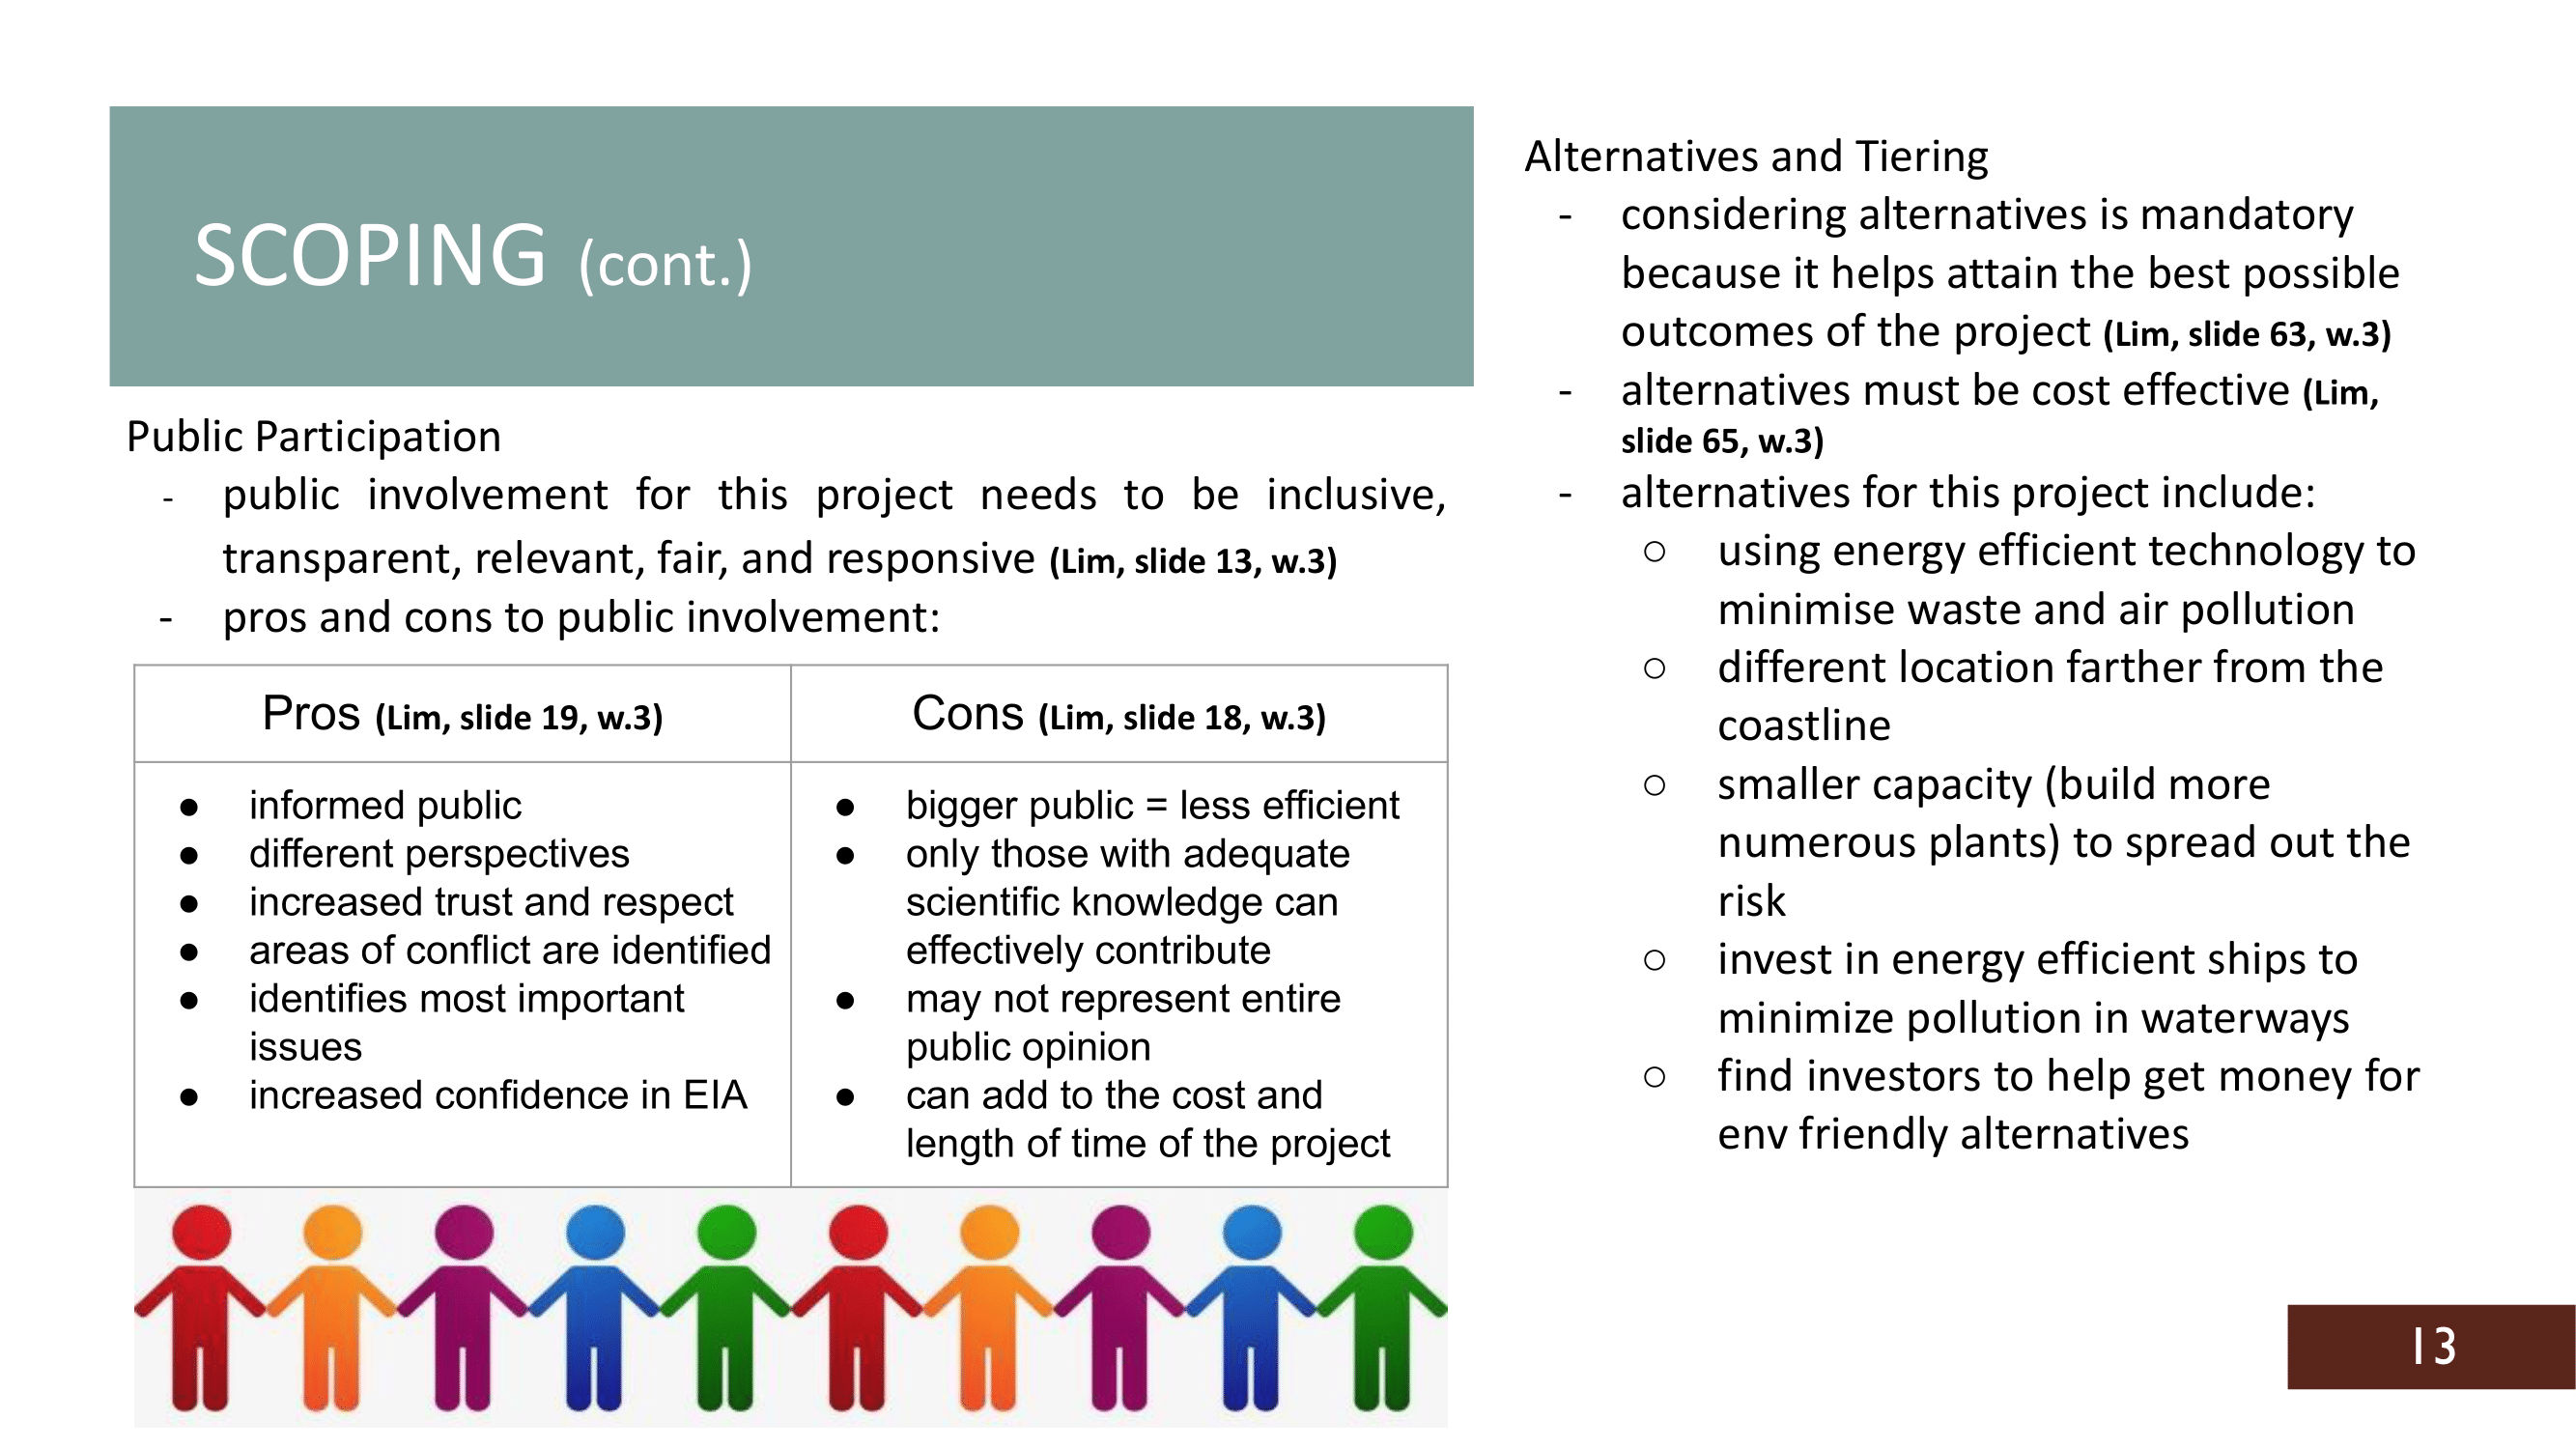 SCOPING (cont.)
Public Participation
- public involvement for this project needs to be inclusive,
transparent, relevant, fair, and responsive (Lim, slide 13, w.3)
- pros and cons to public involvement:
Pros (Lim, slide 19, w.3)
● informed public
● different perspectives
● increased trust and respect
● areas of conflict are identified
● identifies most important
issues
● increased confidence in EIA
Cons (Lim, slide 18, w.3)
● bigger public = less efficient
● only those with adequate
scientific knowledge can
effectively contribute
● may not represent entire
public opinion
● can add to the cost and
length of time of the project
Alternatives and Tiering
- considering alternatives is mandatory
because it helps attain the best possible
outcomes of the project (Lim, slide 63, w.3)
- alternatives must be cost effective (Lim,
slide 65, w.3)
- alternatives for this project include:
○ using energy efficient technology to
minimise waste and air pollution
○ different location farther from the
coastline
○ smaller capacity (build more
numerous plants) to spread out the
risk
○ invest in energy efficient ships to
minimize pollution in waterways
○ find investors to help get money for
env friendly alternatives
13